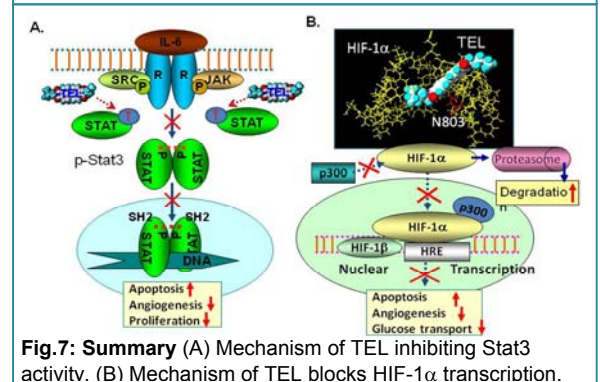 A.
IL-6
SRC
P
R
R
P
JAK
TEL
TEL
STAT
T
T
STAT
p-Stat3
STAT
P
P
STAT
SH2
SH2
STAT
P
P
STAT
DNA
Apoptosis
Angiogenesis
Proliferation
B.
HIF-1α
TEL
N803
p300
HIF-1α
Proteasome
Degradatio
n
p300
HIF-1α
HIF-1β
HRE
Nuclear
Transcription
Apoptosis
Angiogenesis
Glucose transport
Fig.7: Summary (A) Mechanism of TEL inhibiting Stat3
activity. (B) Mechanism of TEL blocks HIF-1α transcription.